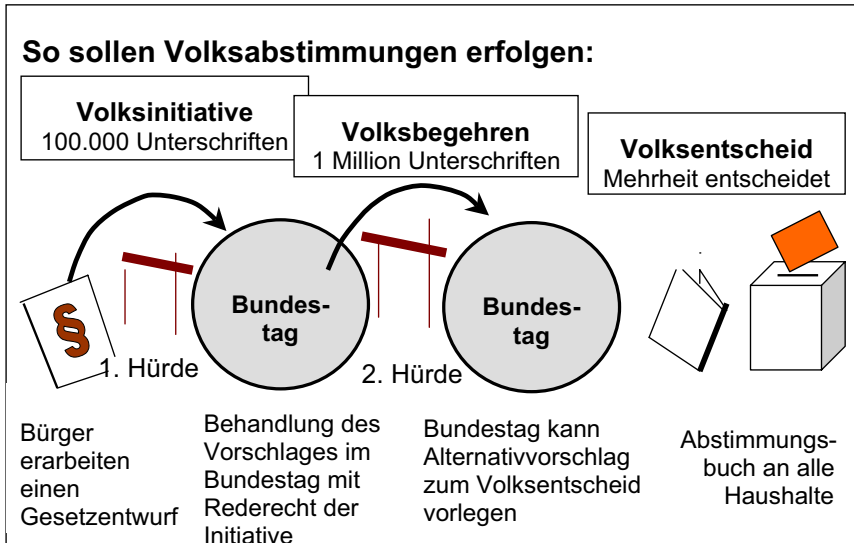 So sollen Volksabstimmungen erfolgen:
Volksinitiative
100.000 Unterschriften
Volksbegehren
1 Million Unterschriften
Volksentscheid
Mehrheit entscheidet
§
Bundes-
tag
Bundes-
tag
1. Hürde
2. Hürde
Bürger
erarbeiten
einen
Gesetzentwurf
Behandlung des
Vorschlages im
Bundestag mit
Rederecht der
Initiative
Bundestag kann
Alternativvorschlag
zum Volksentscheid
vorlegen
Abstimmungs-
buch an alle
Haushalte